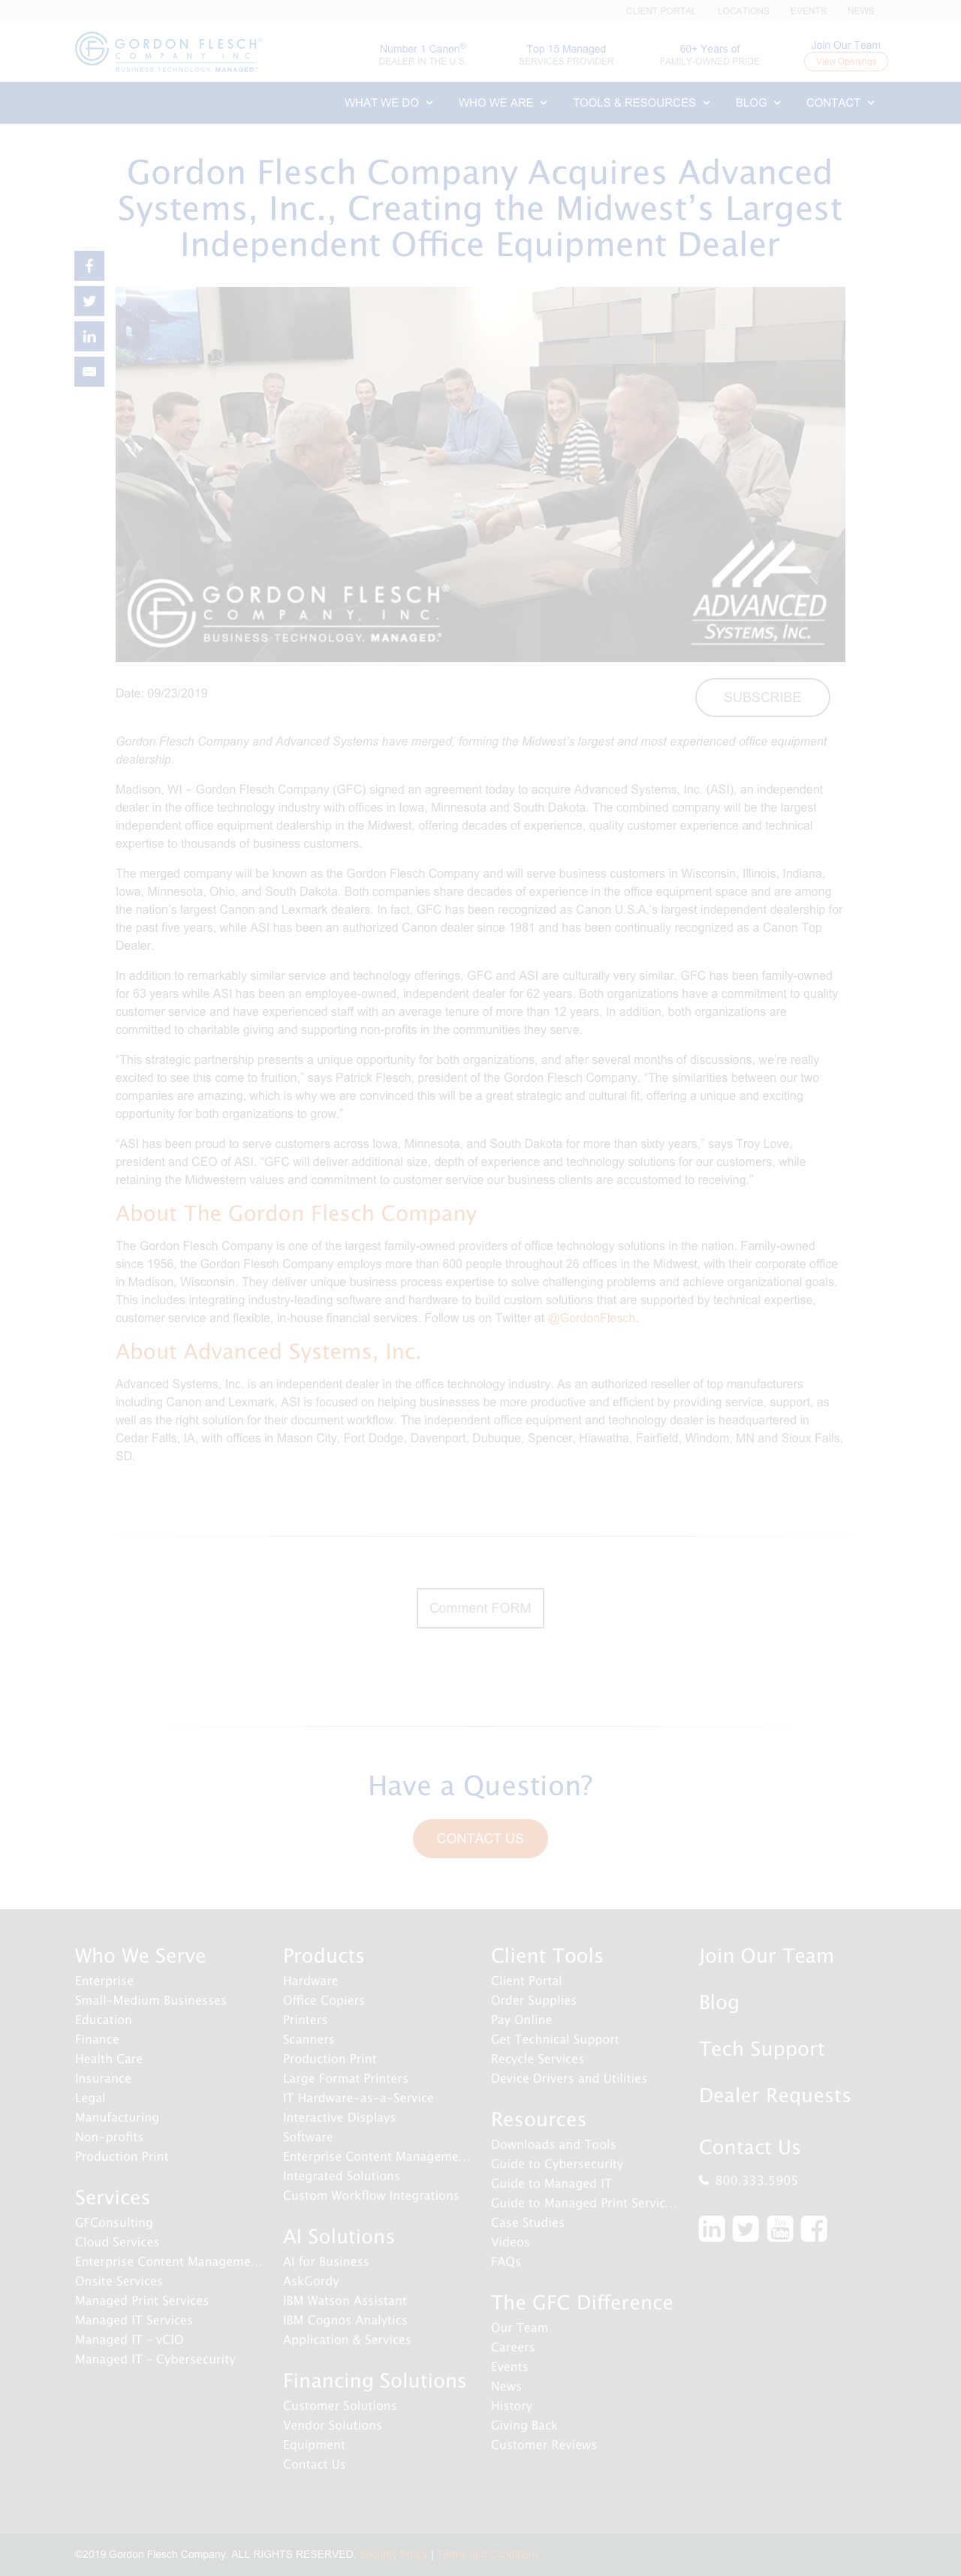 CLIENT PORTAL LOCATIONS EVENTS NEWS
GORDON FLESCH®
COMPANY, INC.
BUSINESS TECHNOLOGY. MANAGED.
Number 1 Canon®
DEALER IN THE U.S.
Top 15 Managed
SERVICES PROVIDER
60+ Years of
FAMILY-OWNED PRIDE
Join Our Team
View Openings
WHAT WE DO WHO WE ARE TOOLS & RESOURCES BLOG CONTACT
Gordon Flesch Company Acquires Advanced
Systems, Inc., Creating the Midwest’s Largest
Independent Office Equipment Dealer
GORDON FLESCH®
COMPANY, INC.
BUSINESS TECHNOLOGY. MANAGED.
ADVANCED
SYSTEMS, INC.
Date: 09/23/2019
SUBSCRIBE
Gordon Flesch Company and Advanced Systems have merged, forming the Midwest’s largest and most experienced office equipment
dealership.
Madison, WI – Gordon Flesch Company (GFC) signed an agreement today to acquire Advanced Systems, Inc. (ASI), an independent
dealer in the office technology industry with offices in Iowa, Minnesota and South Dakota. The combined company will be the largest
independent office equipment dealership in the Midwest, offering decades of experience, quality customer experience and technical
expertise to thousands of business customers.
The merged company will be known as the Gordon Flesch Company and will serve business customers in Wisconsin, Illinois, Indiana,
Iowa, Minnesota, Ohio, and South Dakota. Both companies share decades of experience in the office equipment space and are among
the nation’s largest Canon and Lexmark dealers. In fact, GFC has been recognized as Canon U.S.A.’s largest independent dealership for
the past five years, while ASI has been an authorized Canon dealer since 1981 and has been continually recognized as a Canon Top
Dealer.
In addition to remarkably similar service and technology offerings, GFC and ASI are culturally very similar. GFC has been family-owned
for 63 years while ASI has been an employee-owned, independent dealer for 62 years. Both organizations have a commitment to quality
customer service and have experienced staff with an average tenure of more than 12 years. In addition, both organizations are
committed to charitable giving and supporting non-profits in the communities they serve.
“This strategic partnership presents a unique opportunity for both organizations, and after several months of discussions, we’re really
excited to see this come to fruition,” says Patrick Flesch, president of the Gordon Flesch Company. “The similarities between our two
companies are amazing, which is why we are convinced this will be a great strategic and cultural fit, offering a unique and exciting
opportunity for both organizations to grow.”
“ASI has been proud to serve customers across Iowa, Minnesota, and South Dakota for more than sixty years,” says Troy Love,
president and CEO of ASI. “GFC will deliver additional size, depth of experience and technology solutions for our customers, while
retaining the Midwestern values and commitment to customer service our business clients are accustomed to receiving.”
About The Gordon Flesch Company
The Gordon Flesch Company is one of the largest family-owned providers of office technology solutions in the nation. Family-owned
since 1956, the Gordon Flesch Company employs more than 600 people throughout 26 offices in the Midwest, with their corporate office
in Madison, Wisconsin. They deliver unique business process expertise to solve challenging problems and achieve organizational goals.
This includes integrating industry-leading software and hardware to build custom solutions that are supported by technical expertise,
customer service and flexible, in-house financial services. Follow us on Twitter at @GordonFlesch.
About Advanced Systems, Inc.
Advanced Systems, Inc. is an independent dealer in the office technology industry. As an authorized reseller of top manufacturers
including Canon and Lexmark, ASI is focused on helping businesses be more productive and efficient by providing service, support, as
well as the right solution for their document workflow. The independent office equipment and technology dealer is headquartered in
Cedar Falls, IA, with offices in Mason City, Fort Dodge, Davenport, Dubuque, Spencer, Hiawatha, Fairfield, Windom, MN and Sioux Falls,
SD.
Comment FORM
Have a Question?
CONTACT US
Who We Serve
Enterprise
Small-Medium Businesses
Education
Finance
Health Care
Insurance
Legal
Manufacturing
Non-profits
Production Print
Services
GFConsulting
Cloud Services
Enterprise Content Manageme...
Onsite Services
Managed Print Services
Managed IT Services
Managed IT - vCIO
Managed IT - Cybersecurity
Products
Hardware
Office Copiers
Printers
Scanners
Production Print
Large Format Printers
IT Hardware-as-a-Service
Interactive Displays
Software
Enterprise Content Manageme...
Integrated Solutions
Custom Workflow Integrations
AI Solutions
AI for Business
AskGordy
IBM Watson Assistant
IBM Cognos Analytics
Application & Services
Financing Solutions
Customer Solutions
Vendor Solutions
Equipment
Contact Us
Client Tools
Client Portal
Order Supplies
Pay Online
Get Technical Support
Recycle Services
Device Drivers and Utilities
Resources
Downloads and Tools
Guide to Cybersecurity
Guide to Managed IT
Guide to Managed Print Servic...
Case Studies
Videos
FAQs
The GFC Difference
Our Team
Careers
Events
News
History
Giving Back
Customer Reviews
Join Our Team
Blog
Tech Support
Dealer Requests
Contact Us
800.333.5905
You
Tube
©2019 Gordon Flesch Company. ALL RIGHTS RESERVED. Security Policy | Terms and Conditions